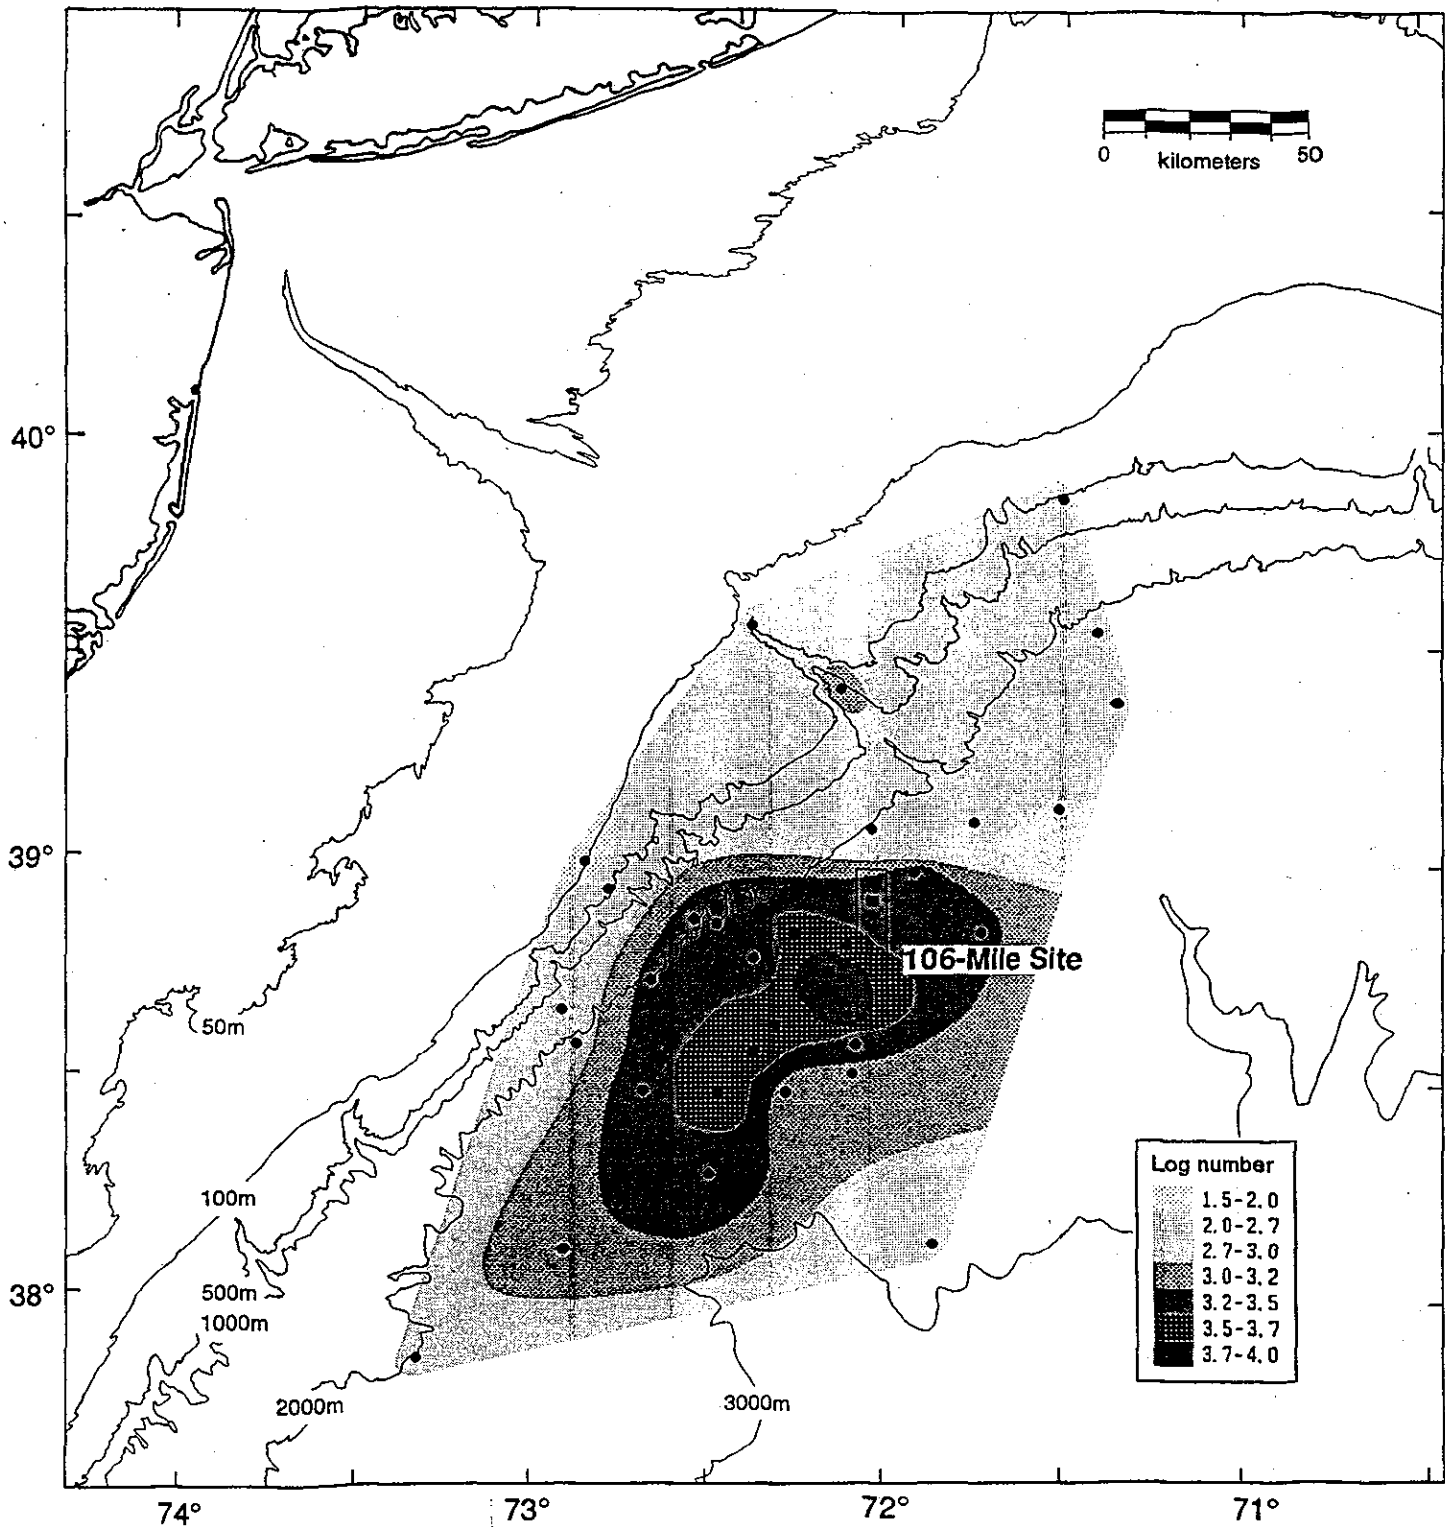 0 50
kilometers
40°
39°
106-Mile Site
50m
100m
Log number
1.5-2.0
2.0-2.7
2.7-3.0
3.0-3.2
3.2-3.5
3.5-3.7
3.7-4.0
38°
500m
1000m
2000m
3000m
74° 73° 72° 71°